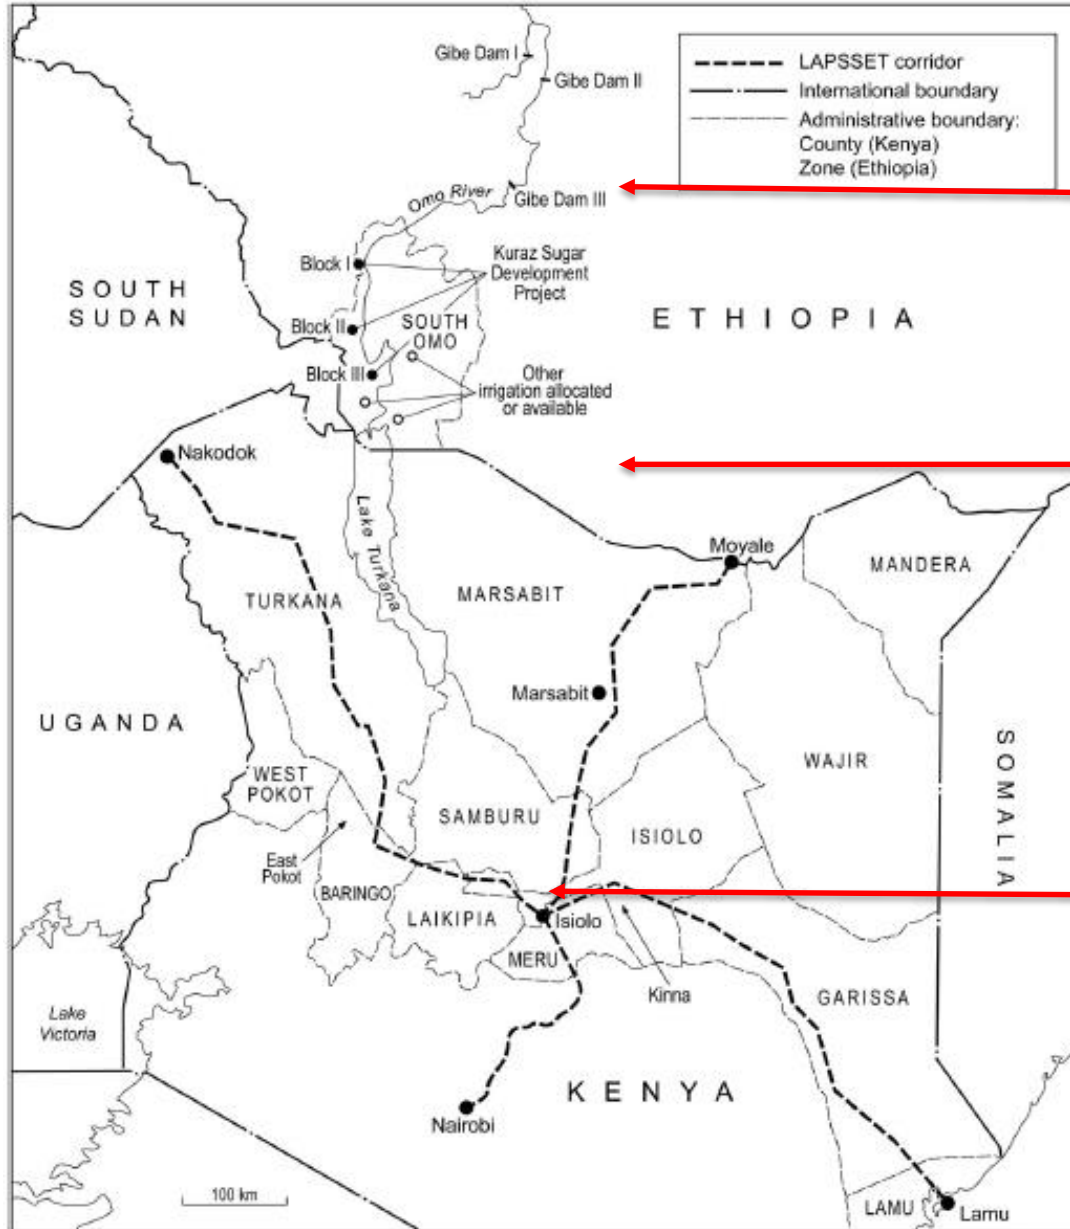 Gibe Dam I
Gibe Dam II
LAPSSET corridor
International boundary
Administrative boundary:
County (Kenya)
Zone (Ethiopia)
Omo River
Gibe Dam III
Block I
Kuraz Sugar
Development
Project
SOUTH
SUDAN
ETHIOPIA
Block II
SOUTH
OMO
Block III
Other
irrigation allocated
or available
Nakodok
Lake Turkana
Moyale
MANDERA
TURKANA
MARSABIT
Marsabit
UGANDA
SOMALIA
WAJIR
WEST
POKOT
SAMBURU
ISIOLO
East
Pokot
BARINGO
LAIKIPIA
Isiolo
MERU
Kinna
GARISSA
Lake
Victoria
KENYA
Nairobi
100 km
LAMU
Lamu